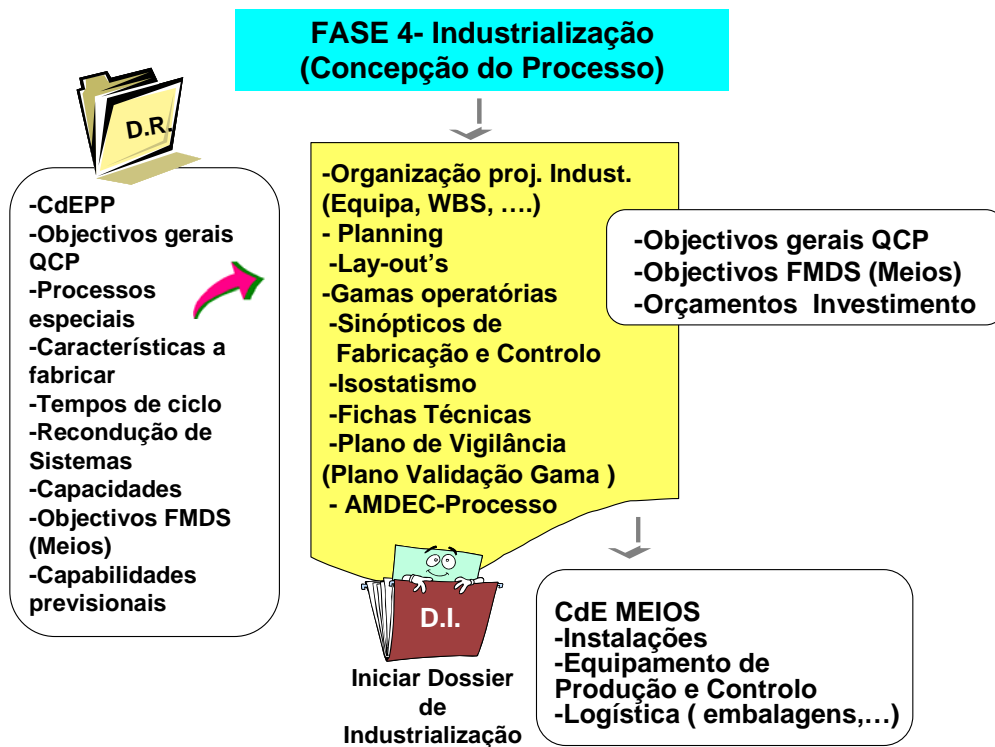 FASE 4- Industrialização
(Concepção do Processo)
D.R.
-CdEPP
-Objectivos gerais
QCP
-Processos
especiais
-Características a
fabricar
-Tempos de ciclo
-Recondução de
Sistemas
-Capacidades
-Objectivos FMDS
(Meios)
-Capabilidades
previsionais
-Organização proj. Indust.
(Equipa, WBS, ....)
- Planning
-Lay-out's
-Gamas operatórias
-Sinópticos de
Fabricação e Controlo
-Isostatismo
-Fichas Técnicas
-Plano de Vigilância
(Plano Validação Gama )
- AMDEC-Processo
-Objectivos gerais QCP
-Objectivos FMDS (Meios)
-Orçamentos Investimento
D.I.
Iniciar Dossier
de
Industrialização
CdE MEIOS
-Instalações
-Equipamento de
Produção e Controlo
-Logística ( embalagens,...)